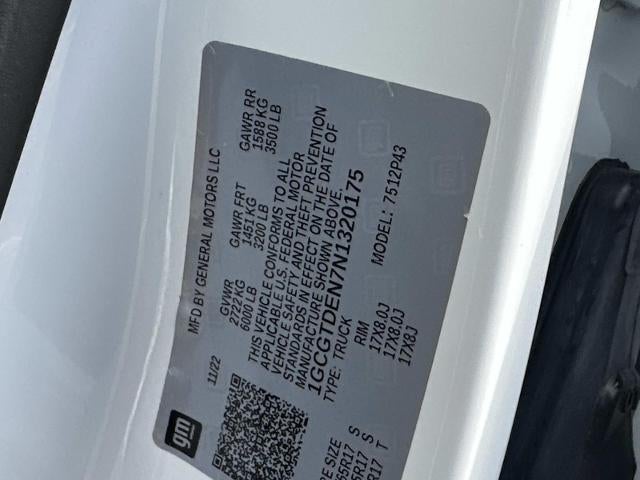 gm
11/22
MFD BY GENERAL MOTORS LLC
GVWR GAWR FRT GAWR RR
2722 KG 1451 KG 1588 KG
6000 LB 3200 LB 3500 LB
THIS VEHICLE CONFORMS TO ALL
APPLICABLE U.S. FEDERAL MOTOR
VEHICLE SAFETY AND THEFT PREVENTION
STANDARDS IN EFFECT ON THE DATE OF
MANUFACTURE SHOWN ABOVE.
1GCGTDEN7N1320175
TYPE: TRUCK MODEL: 7512P43
RE SIZE RIM
65R17 S 17X8.0J
5R17 S 17X8.0J
R17 T 17X8J